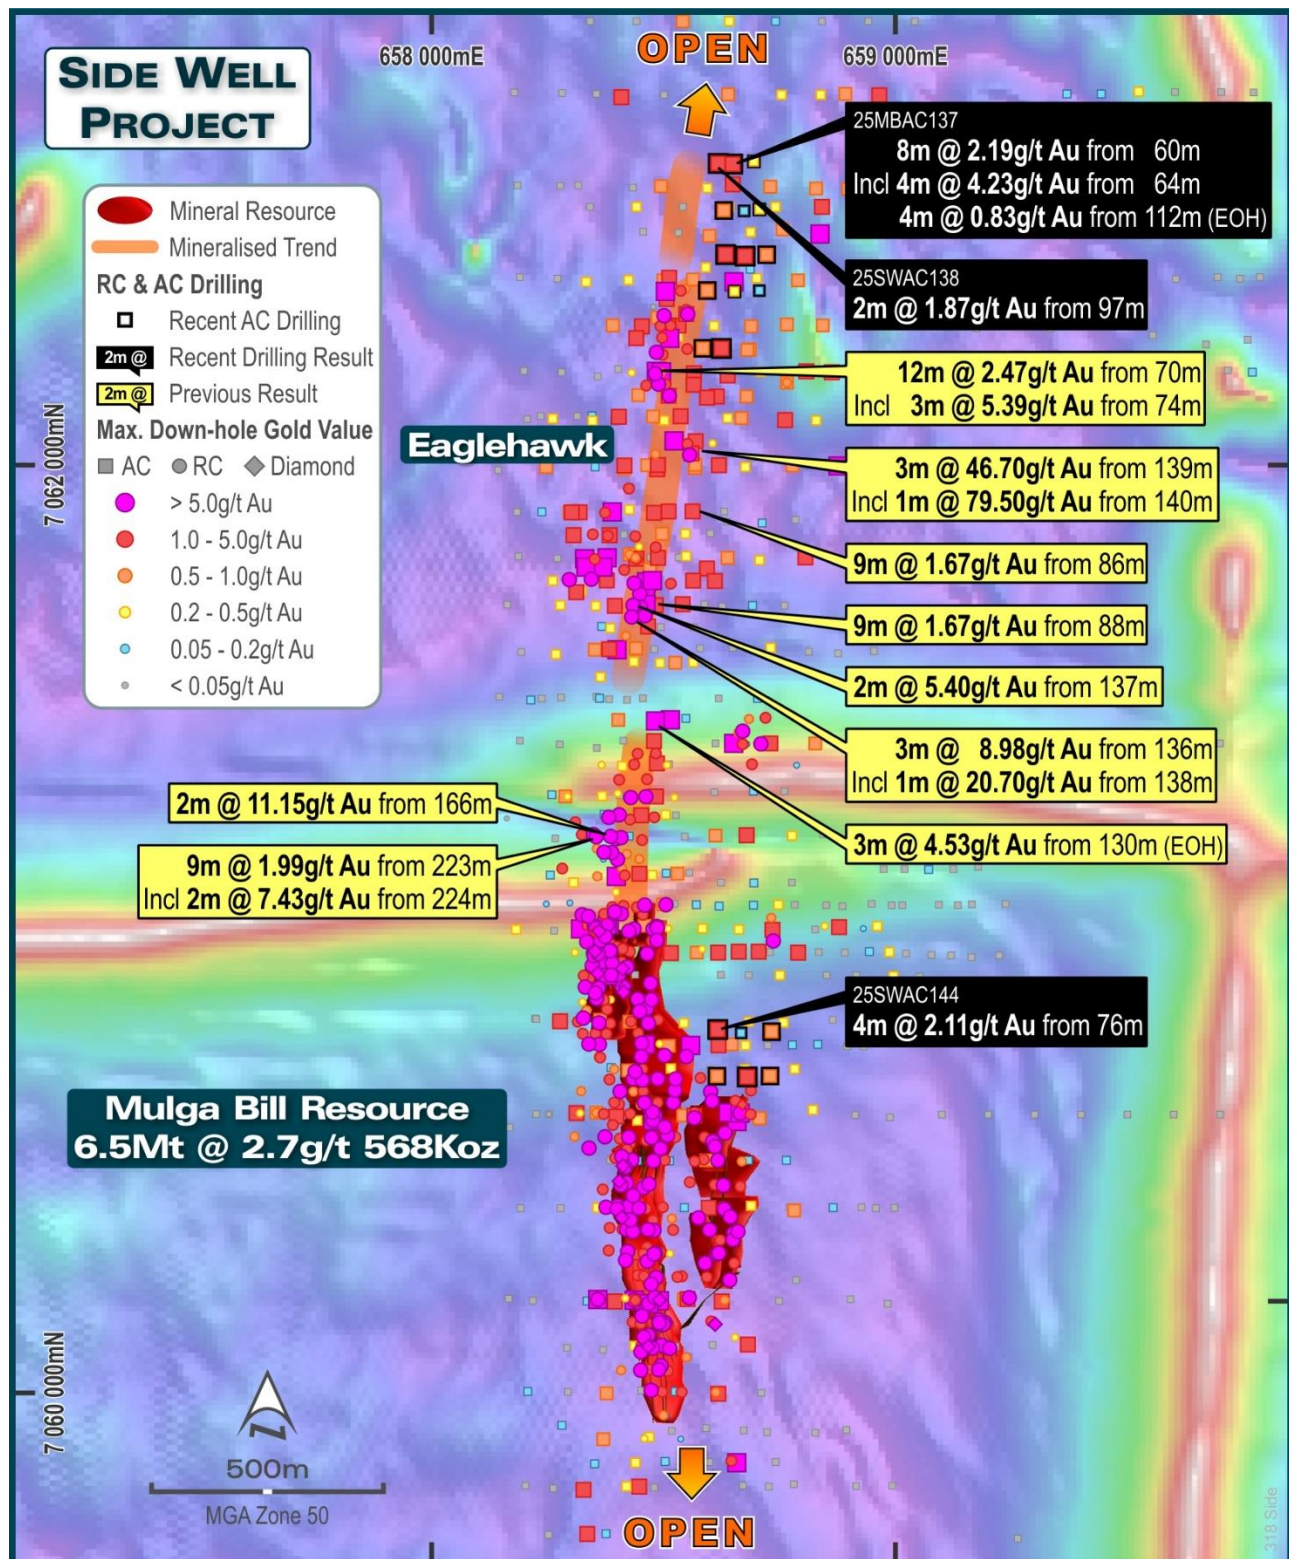 SIDE WELL
PROJECT
658 000mE
OPEN
659 000mE
Mineral Resource
Mineralised Trend
RC & AC Drilling
Recent AC Drilling
2m @ Recent Drilling Result
2m @ Previous Result
Max. Down-hole Gold Value
AC RC Diamond
> 5.0g/t Au
1.0 - 5.0g/t Au
0.5 - 1.0g/t Au
0.2 - 0.5g/t Au
0.05 - 0.2g/t Au
< 0.05g/t Au
25MBAC137
8m @ 2.19g/t Au from 60m
Incl 4m @ 4.23g/t Au from 64m
4m @ 0.83g/t Au from 112m (EOH)
25SWAC138
2m @ 1.87g/t Au from 97m
12m @ 2.47g/t Au from 70m
Incl 3m @ 5.39g/t Au from 74m
7 062 000mN
Eaglehawk
3m @ 46.70g/t Au from 139m
Incl 1m @ 79.50g/t Au from 140m
9m @ 1.67g/t Au from 86m
9m @ 1.67g/t Au from 88m
2m @ 5.40g/t Au from 137m
3m @ 8.98g/t Au from 136m
Incl 1m @ 20.70g/t Au from 138m
3m @ 4.53g/t Au from 130m (EOH)
2m @ 11.15g/t Au from 166m
9m @ 1.99g/t Au from 223m
Incl 2m @ 7.43g/t Au from 224m
25SWAC144
4m @ 2.11g/t Au from 76m
Mulga Bill Resource
6.5Mt @ 2.7g/t 568Koz
7 060 000mN
N
500m
MGA Zone 50
OPEN
318 Side